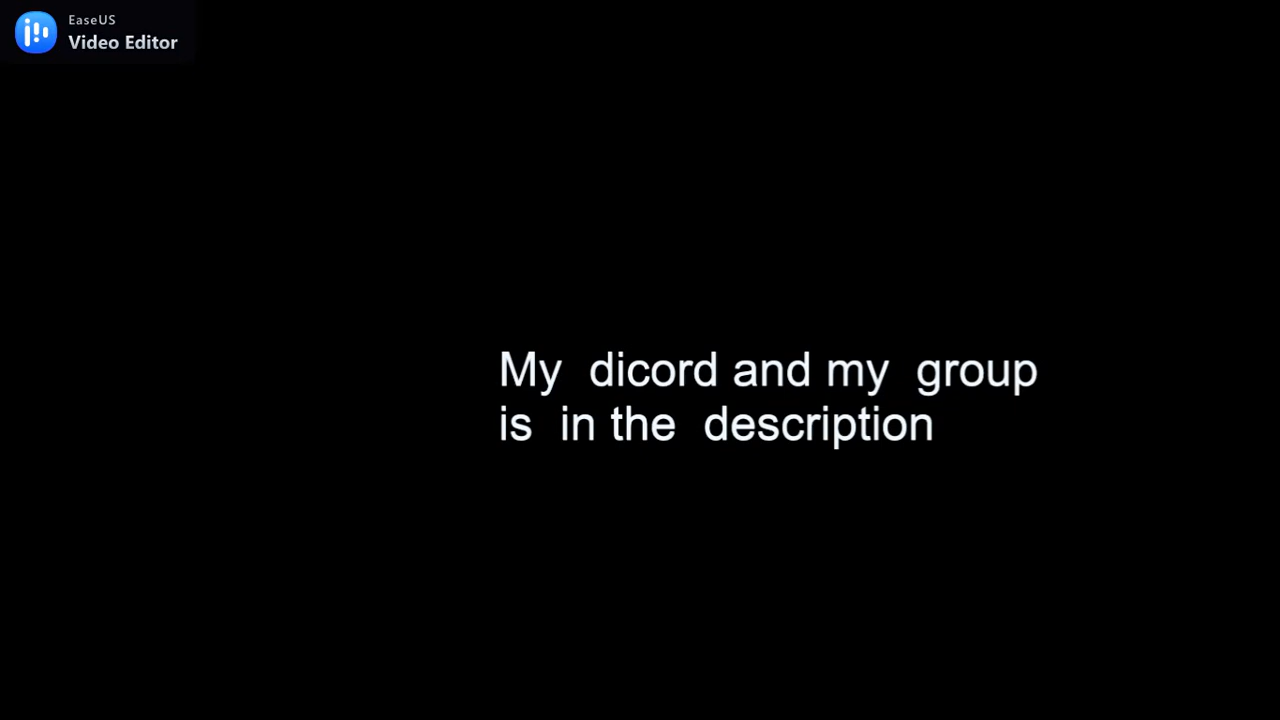 EaseUS
Video Editor
My dicord and my group
is in the description